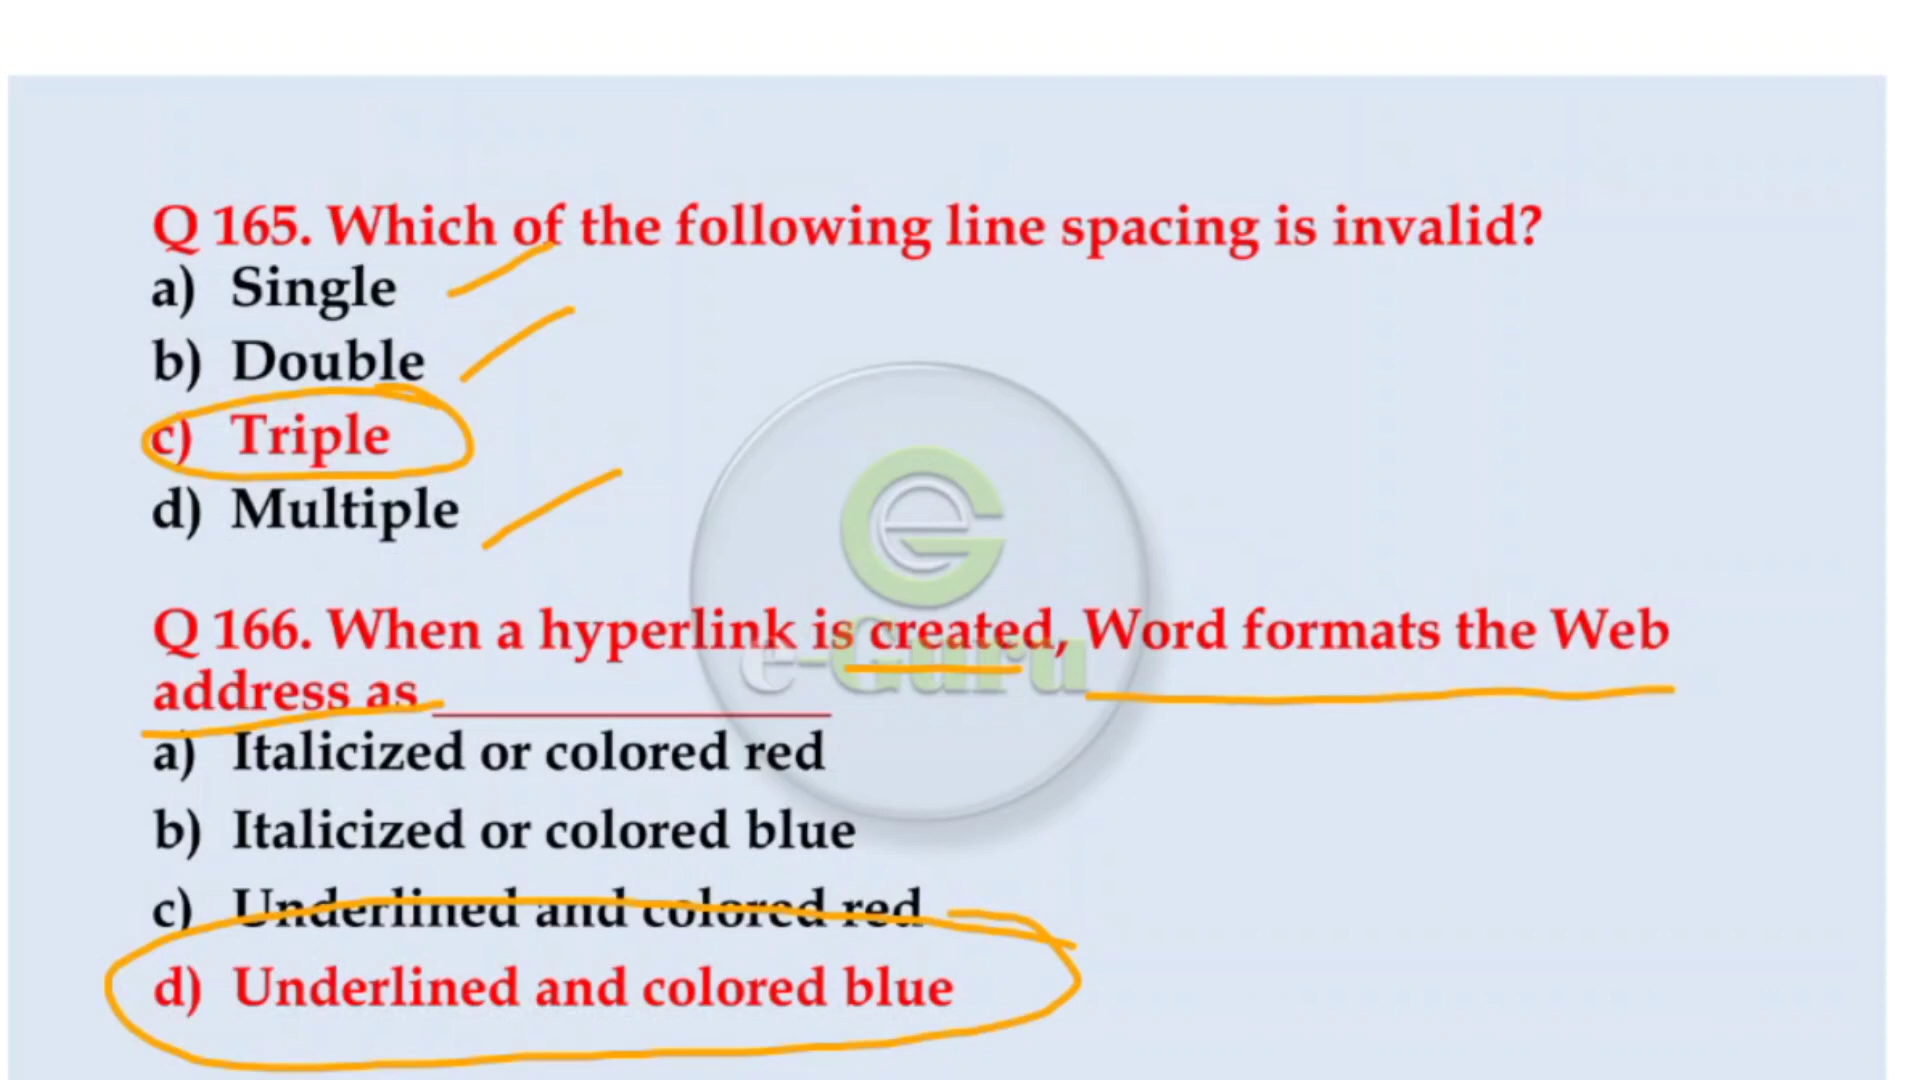 Q 165. Which of the following line spacing is invalid?
a) Single
b) Double
c) Triple
d) Multiple
Q 166. When a hyperlink is created, Word formats the Web
address as ______________
a) Italicized or colored red
b) Italicized or colored blue
c) Underlined and colored red
d) Underlined and colored blue
e-Guru